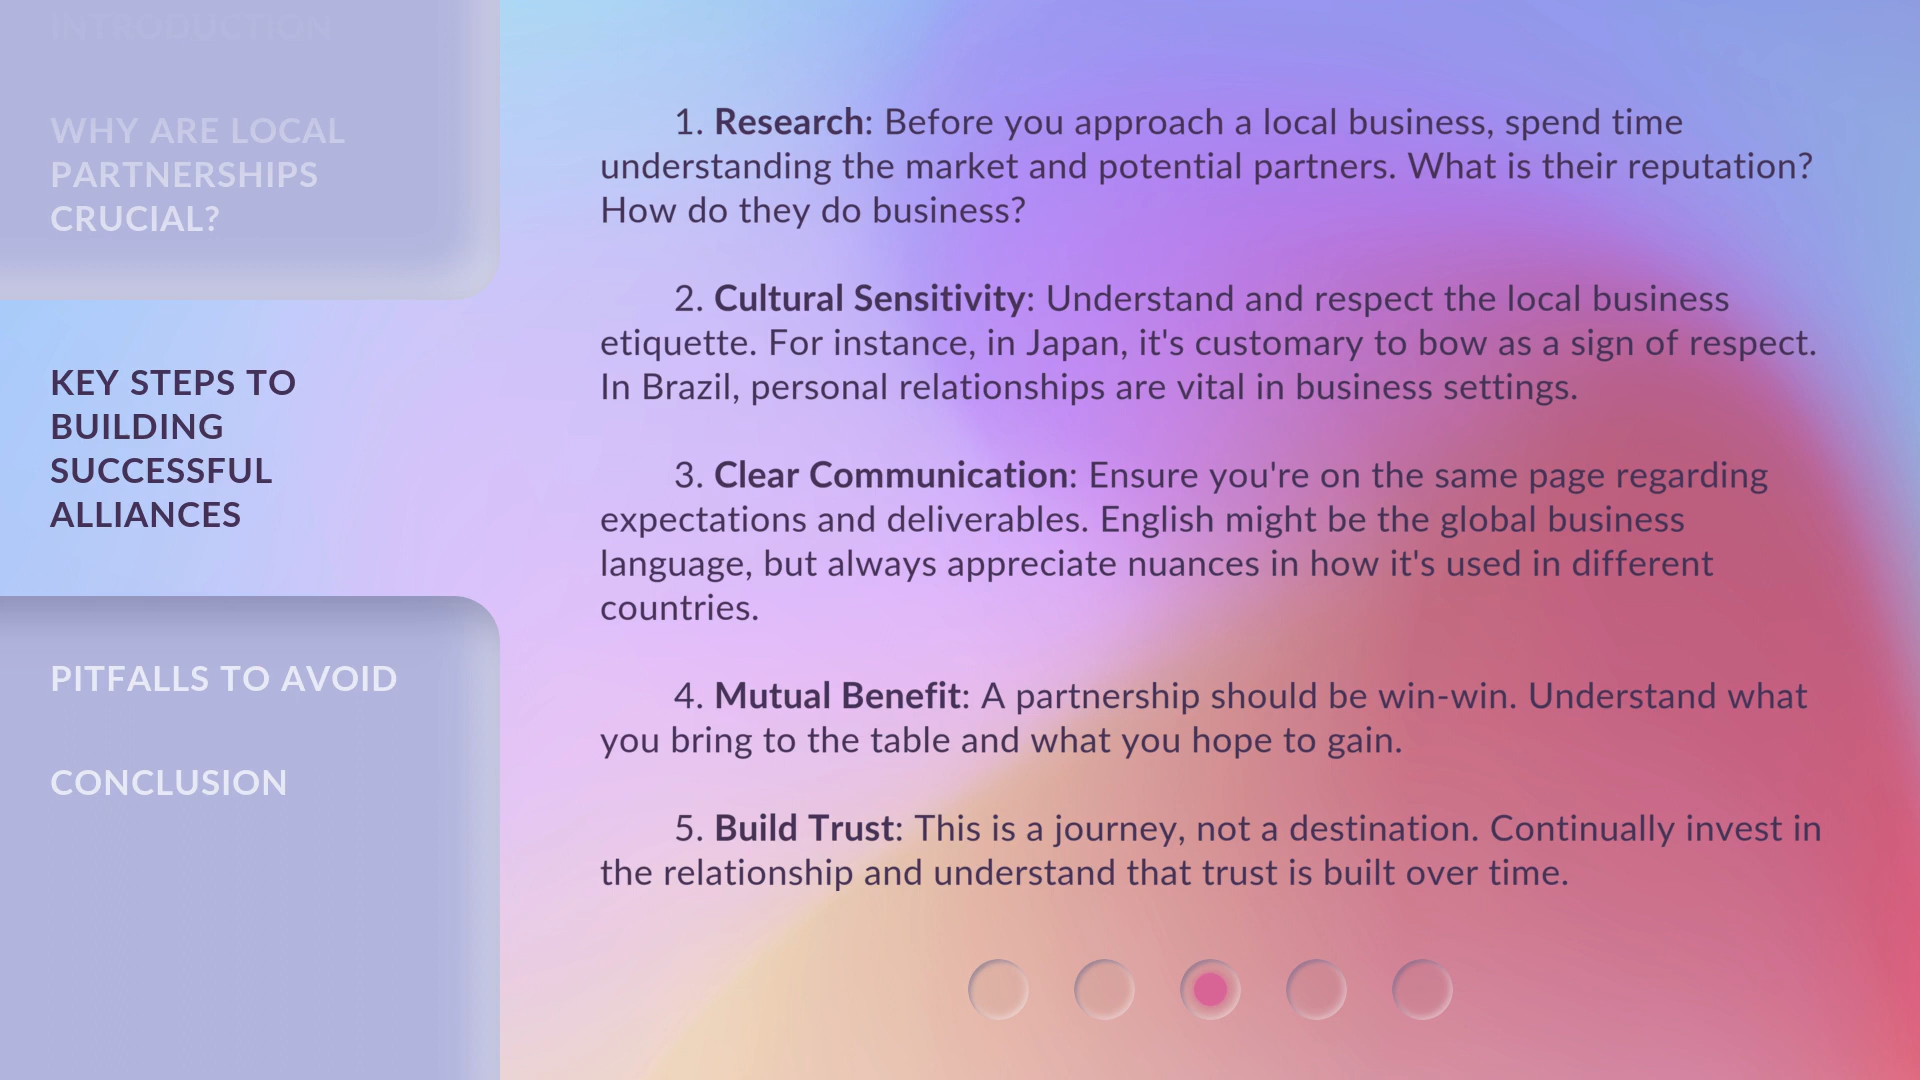 INTRODUCTION
WHY ARE LOCAL
PARTNERSHIPS
CRUCIAL?
KEY STEPS TO
BUILDING
SUCCESSFUL
ALLIANCES
PITFALLS TO AVOID
CONCLUSION
1. Research: Before you approach a local business, spend time
understanding the market and potential partners. What is their reputation?
How do they do business?
2. Cultural Sensitivity: Understand and respect the local business
etiquette. For instance, in Japan, it's customary to bow as a sign of respect.
In Brazil, personal relationships are vital in business settings.
3. Clear Communication: Ensure you're on the same page regarding
expectations and deliverables. English might be the global business
language, but always appreciate nuances in how it's used in different
countries.
4. Mutual Benefit: A partnership should be win-win. Understand what
you bring to the table and what you hope to gain.
5. Build Trust: This is a journey, not a destination. Continually invest in
the relationship and understand that trust is built over time.